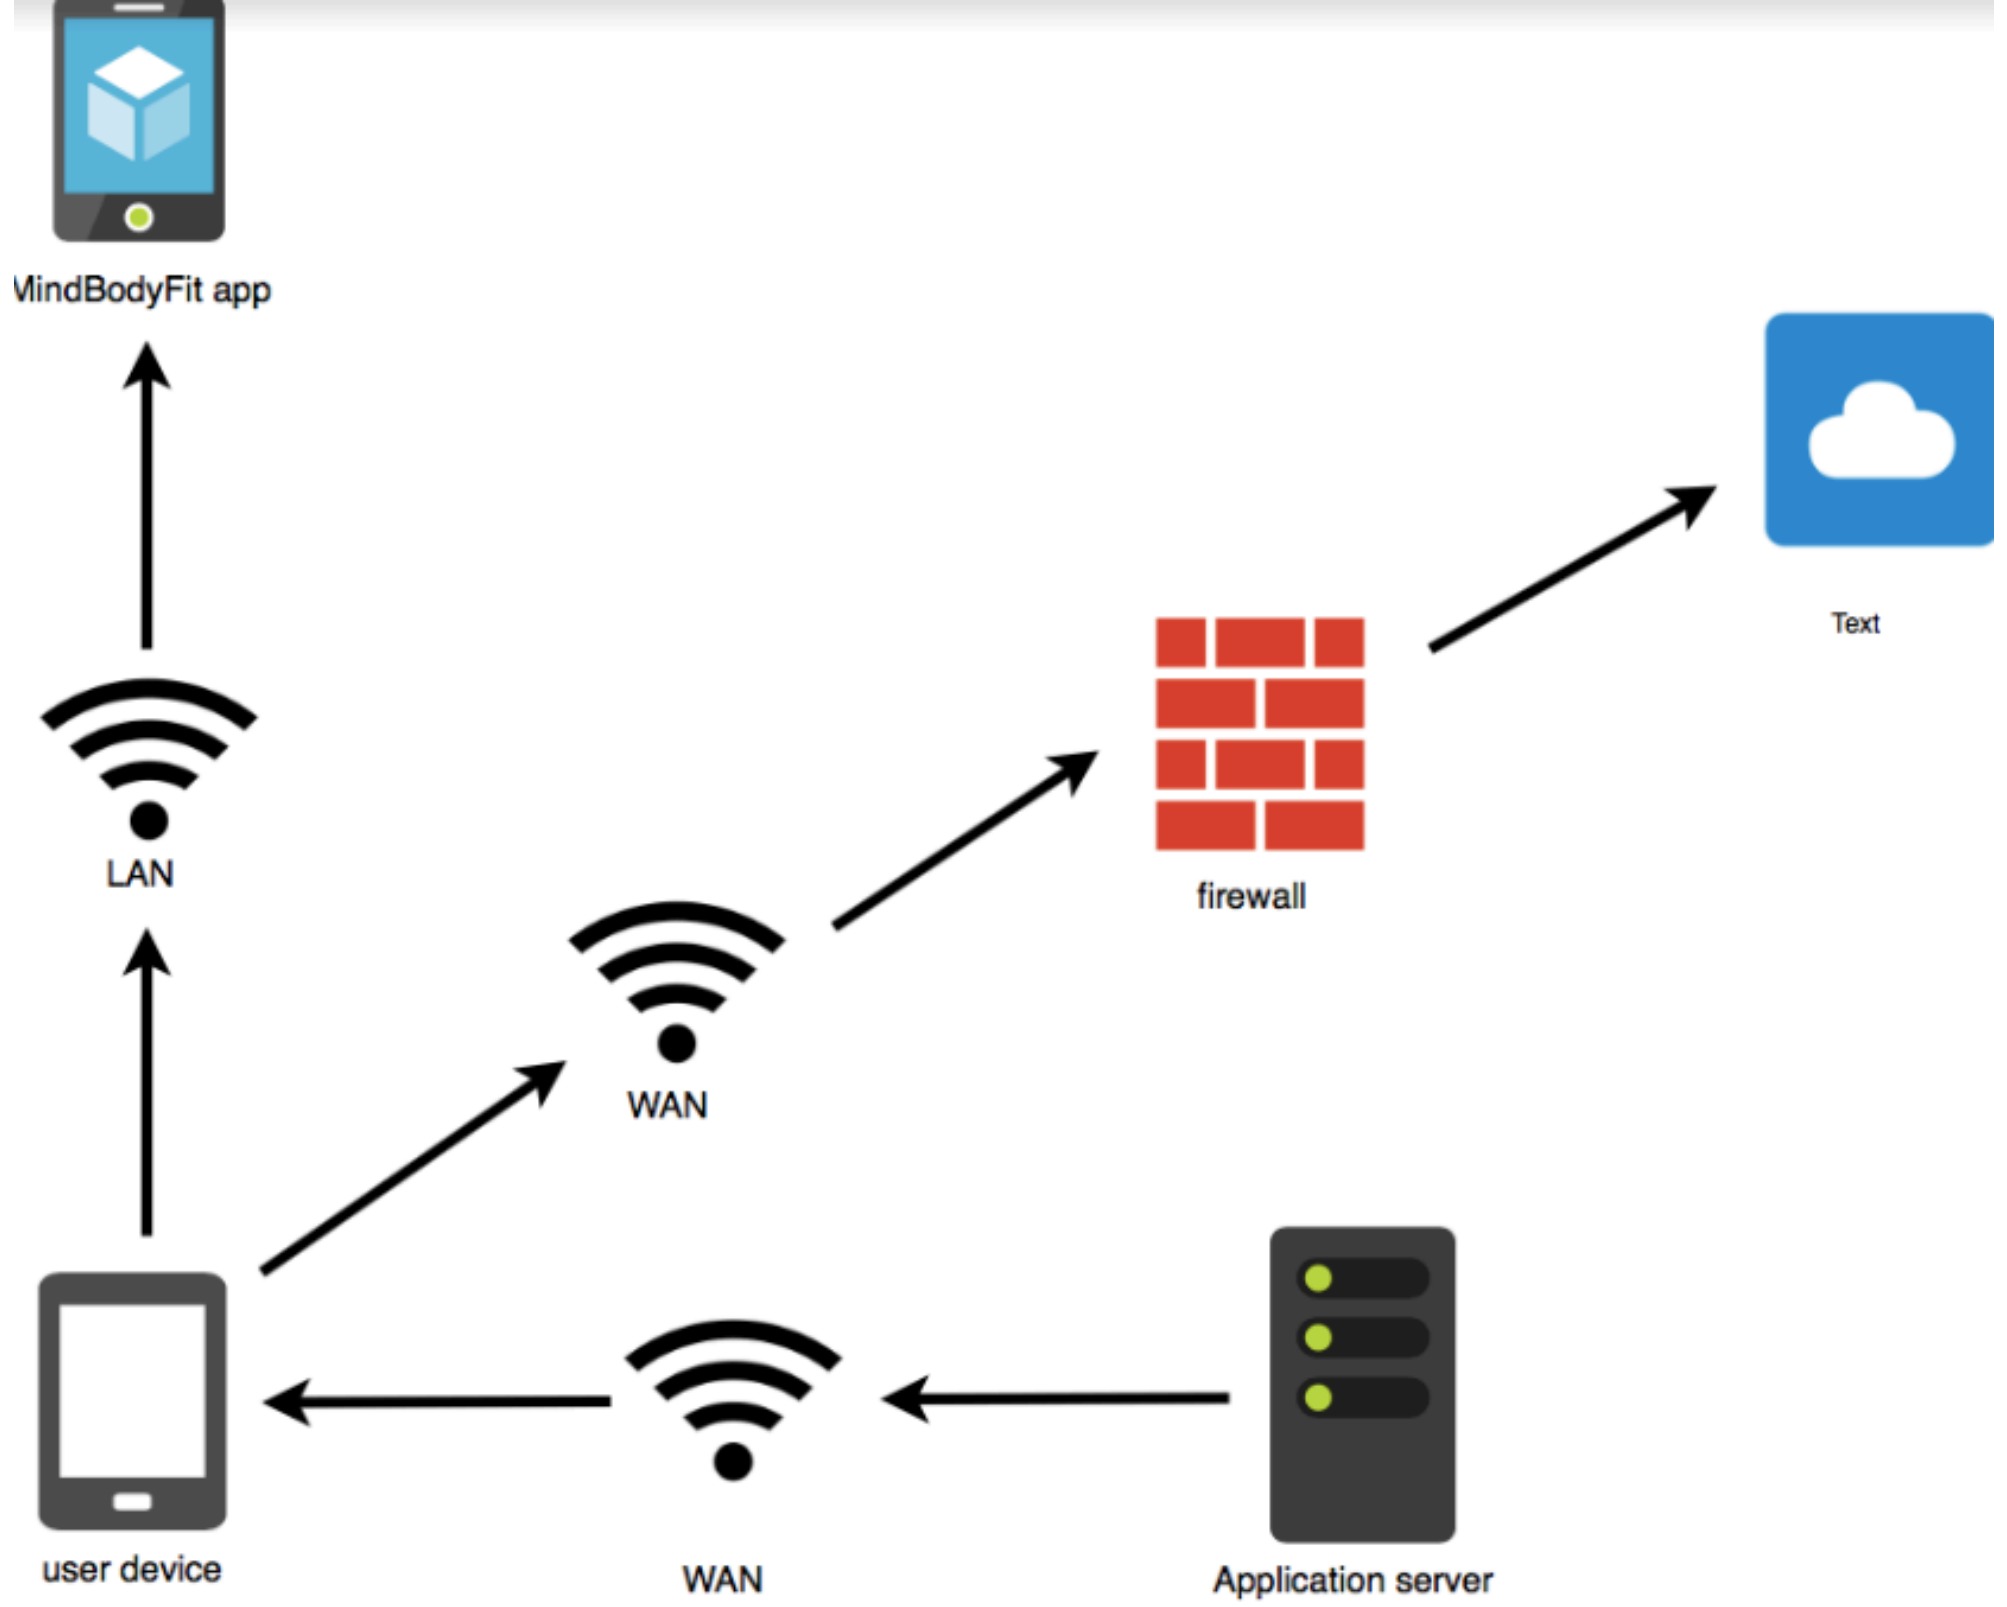 MindBodyFit app
Text
LAN
firewall
WAN
user device
WAN
Application server